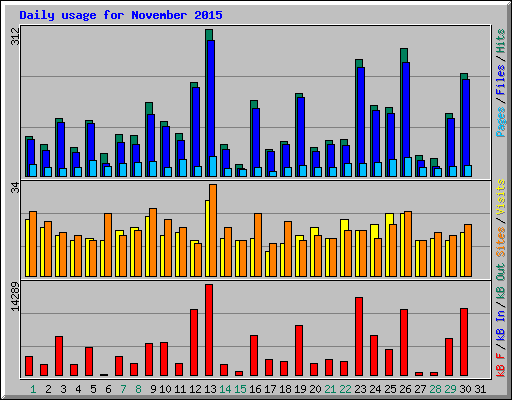 Daily usage for November 2015
312
Pages / Files / Hits
34
Sites / Visits
14289
kB F / kB In / kB Out
1 2 3 4 5 6 7 8 9 10 11 12 13 14 15 16 17 18 19 20 21 22 23 24 25 26 27 28 29 30 31